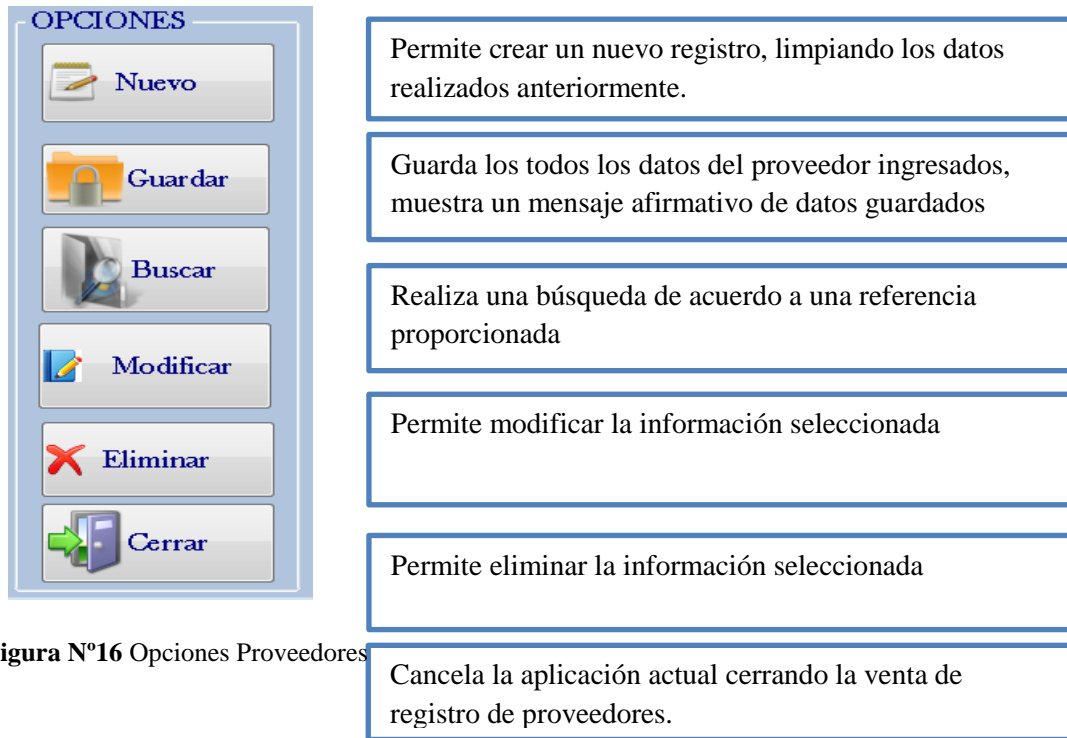 OPCIONES
Nuevo
Guardar
Buscar
Modificar
Eliminar
Cerrar
igura Nº16 Opciones Proveedores
Permite crear un nuevo registro, limpiando los datos
realizados anteriormente.
Guarda los todos los datos del proveedor ingresados,
muestra un mensaje afirmativo de datos guardados
Realiza una búsqueda de acuerdo a una referencia
proporcionada
Permite modificar la información seleccionada
Permite eliminar la información seleccionada
Cancela la aplicación actual cerrando la venta de
registro de proveedores.